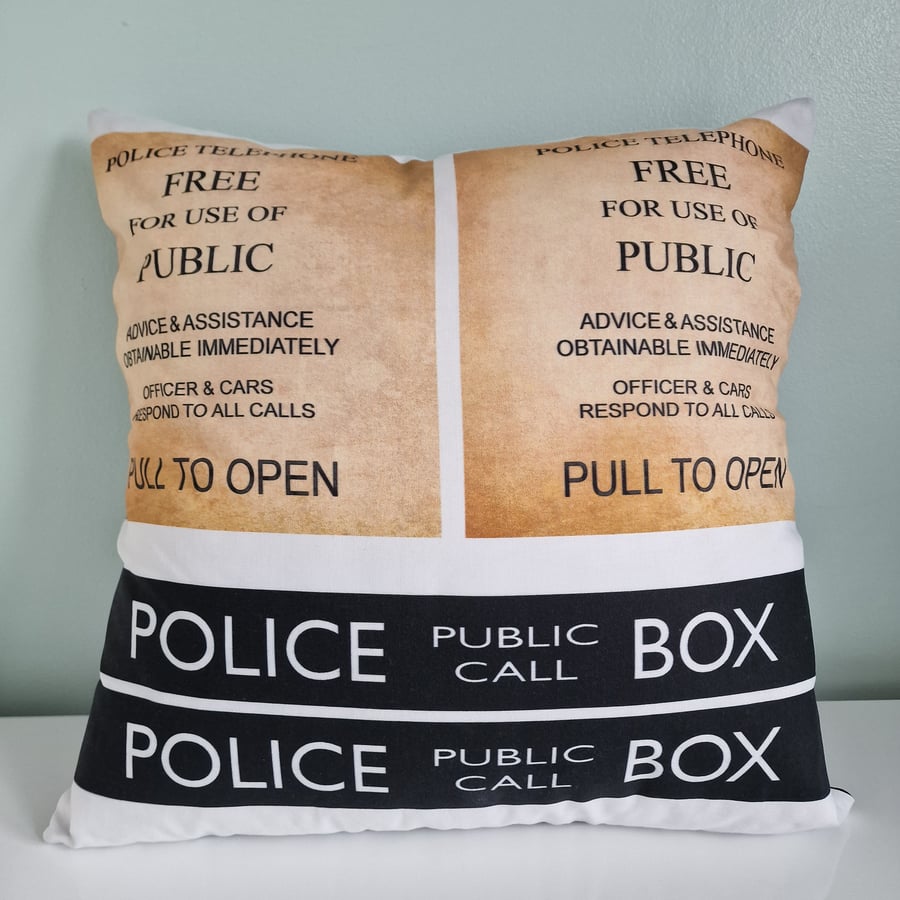 POLICE TELEPHONE
FREE
FOR USE OF
PUBLIC
ADVICE & ASSISTANCE
OBTAINABLE IMMEDIATELY
OFFICER & CARS
RESPOND TO ALL CALLS
PULL TO OPEN
POLICE TELEPHONE
FREE
FOR USE OF
PUBLIC
ADVICE & ASSISTANCE
OBTAINABLE IMMEDIATELY
OFFICER & CARS
RESPOND TO ALL CALLS
PULL TO OPEN
POLICE PUBLIC CALL BOX
POLICE PUBLIC CALL BOX